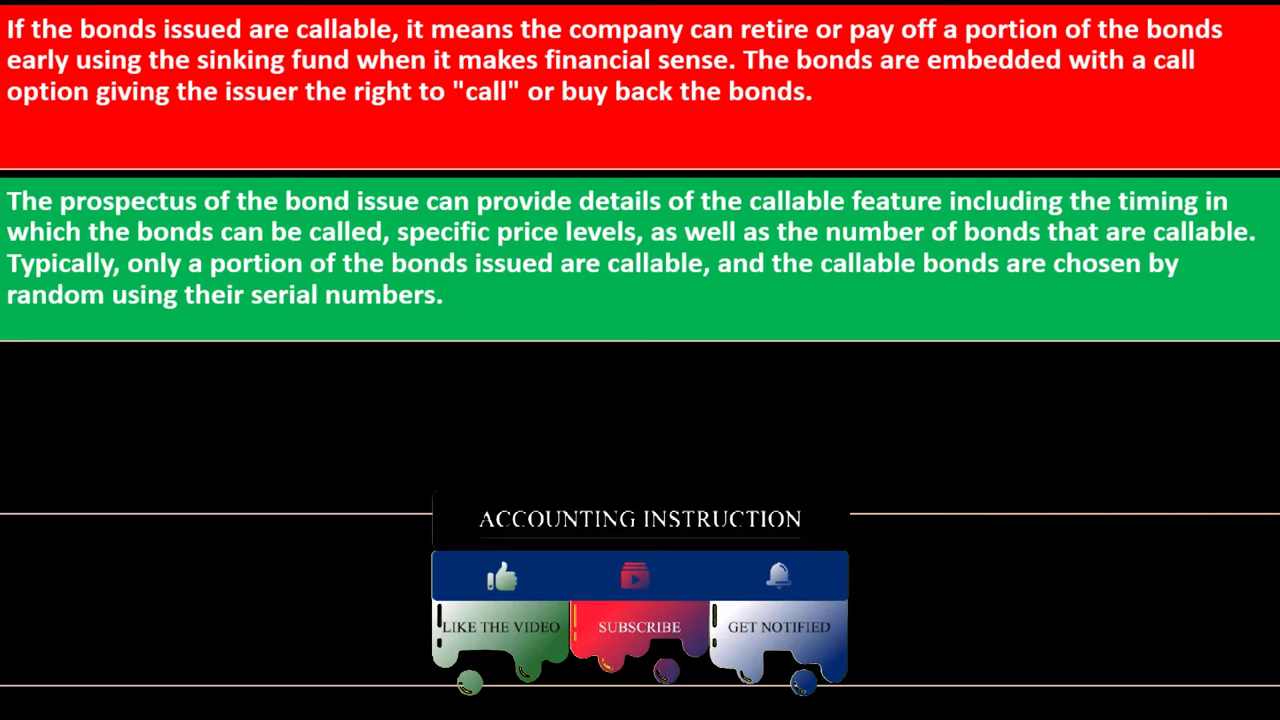 If the bonds issued are callable, it means the company can retire or pay off a portion of the bonds
early using the sinking fund when it makes financial sense. The bonds are embedded with a call
option giving the issuer the right to "call" or buy back the bonds.
The prospectus of the bond issue can provide details of the callable feature including the timing in
which the bonds can be called, specific price levels, as well as the number of bonds that are callable.
Typically, only a portion of the bonds issued are callable, and the callable bonds are chosen by
random using their serial numbers.
ACCOUNTING INSTRUCTION
LIKE THE VIDEO
SUBSCRIBE
GET NOTIFIED